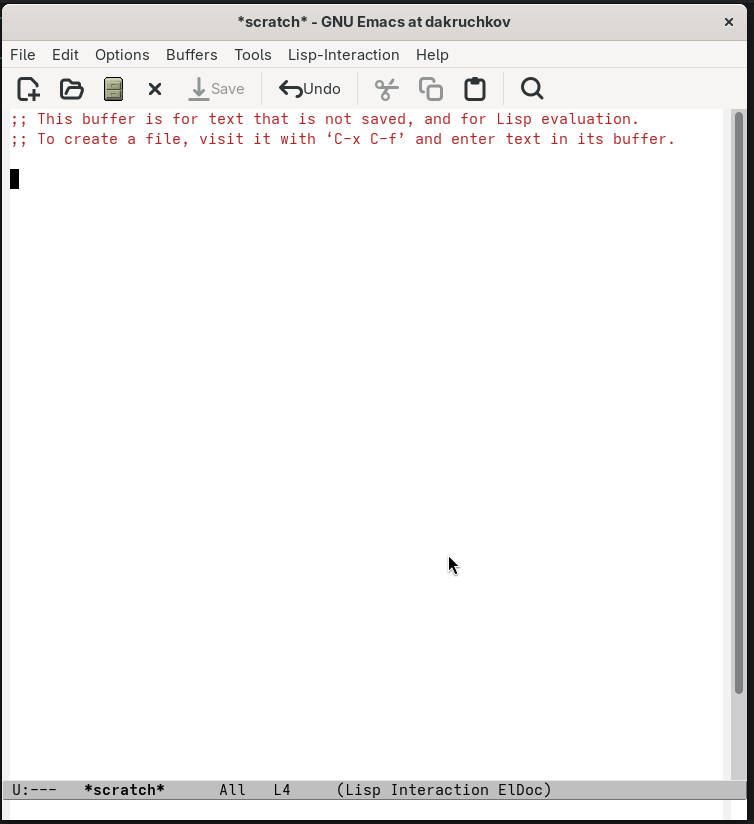 *scratch* - GNU Emacs at dakruchkov
File Edit Options Buffers Tools Lisp-Interaction Help
Save Undo
;; This buffer is for text that is not saved, and for Lisp evaluation.
;; To create a file, visit it with ‘C-x C-f’ and enter text in its buffer.
U:--- *scratch* All L4 (Lisp Interaction ElDoc)